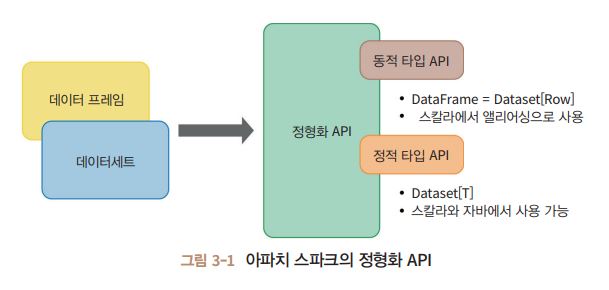 데이터 프레임
데이터세트
정형화 API
동적 타입 API
• DataFrame = Dataset[Row]
• 스칼라에서 앨리어싱으로 사용
정적 타입 API
• Dataset[T]
• 스칼라와 자바에서 사용 가능
그림 3-1 아파치 스파크의 정형화 API